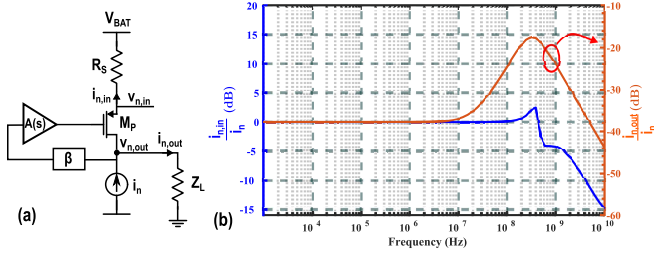 (a)
V_BAT
R_S
i_n,in
v_n,in
A(s)
M_P
v_n,out
i_n,out
β
i_n
Z_L
(b)
15
10
5
0
-5
-10
-15
i_n,in / i_n (dB)
10^4
10^5
10^6
10^7
10^8
10^9
10^10
Frequency (Hz)
-10
-20
-30
-40
-50
-60
i_n,out / i_n (dB)